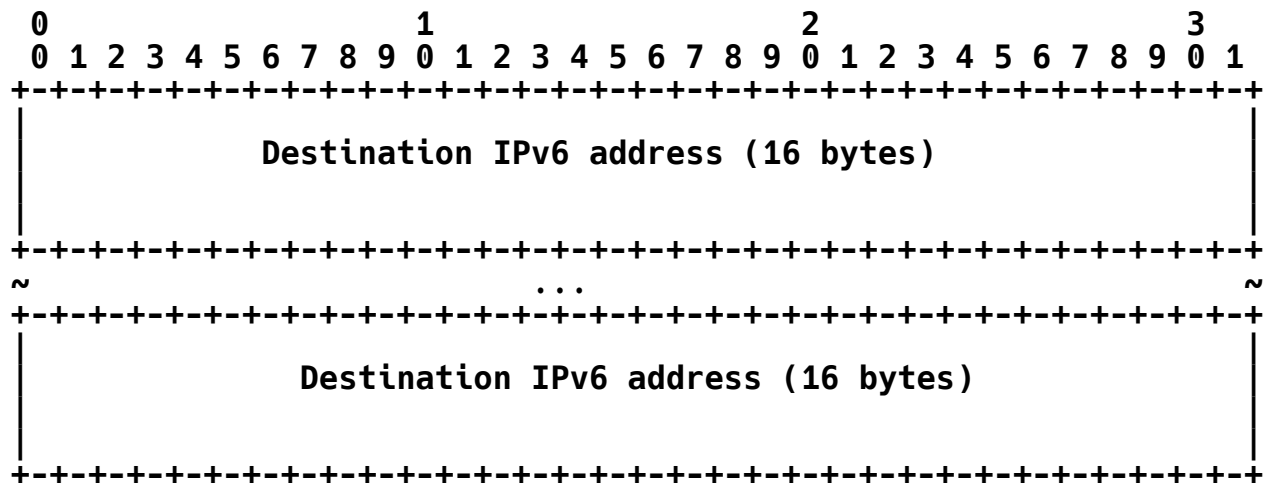 0                   1                   2                   3
 0 1 2 3 4 5 6 7 8 9 0 1 2 3 4 5 6 7 8 9 0 1 2 3 4 5 6 7 8 9 0 1
+-+-+-+-+-+-+-+-+-+-+-+-+-+-+-+-+-+-+-+-+-+-+-+-+-+-+-+-+-+-+-+-+
|                                                               |
|            Destination IPv6 address (16 bytes)                |
|                                                               |
|                                                               |
+-+-+-+-+-+-+-+-+-+-+-+-+-+-+-+-+-+-+-+-+-+-+-+-+-+-+-+-+-+-+-+-+
~                          ...                                  ~
+-+-+-+-+-+-+-+-+-+-+-+-+-+-+-+-+-+-+-+-+-+-+-+-+-+-+-+-+-+-+-+-+
|                                                               |
|              Destination IPv6 address (16 bytes)              |
|                                                               |
|                                                               |
+-+-+-+-+-+-+-+-+-+-+-+-+-+-+-+-+-+-+-+-+-+-+-+-+-+-+-+-+-+-+-+-+